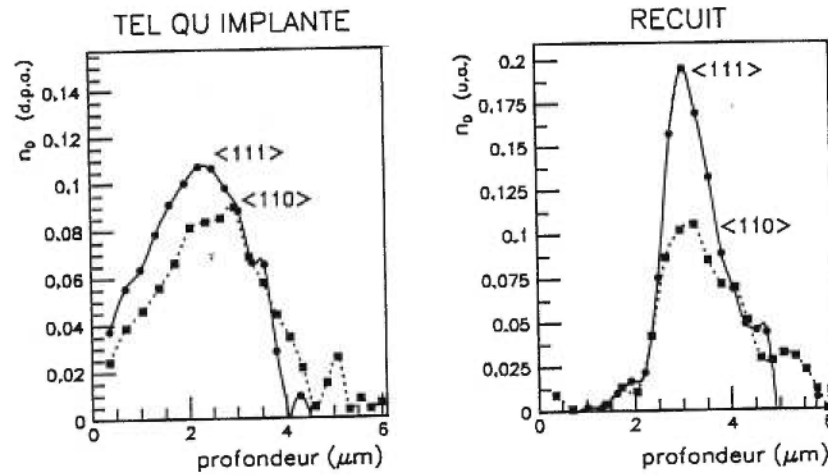 TEL QU IMPLANTE
n_D (d.p.a.)
0.14
0.12
0.1
0.08
0.06
0.04
0.02
0
<111>
<110>
0 2 4 6
profondeur (μm)
RECUIT
n_D (u.a.)
0.2
0.175
0.15
0.125
0.1
0.075
0.05
0.025
0
<111>
<110>
0 2 4 6
profondeur (μm)